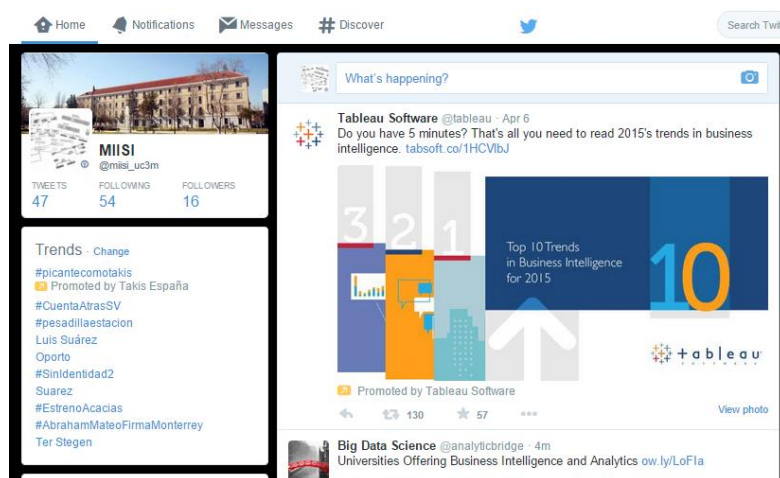 Home Notifications Messages # Discover Search Twi
MIISI
@miisi_uc3m
TWEETS FOLLOWING FOLLOWERS
47 54 16
Trends · Change
#picantecomotakis
Promoted by Takis España
#CuentaAtrasSV
#pesadillaestacion
Luis Suárez
Oporto
#SinIdentidad2
Suarez
#EstrenoAcacias
#AbrahamMateoFirmaMonterrey
Ter Stegen
What's happening?
Tableau Software @tableau · Apr 6
Do you have 5 minutes? That's all you need to read 2015's trends in business
intelligence. tabsoft.co/1HCVlbJ
3 2 1
Top 10 Trends
in Business Intelligence
for 2015
10
+ableau
SOFTWARE
Promoted by Tableau Software
130 57
View photo
Big Data Science @analyticbridge · 4m
Universities Offering Business Intelligence and Analytics ow.ly/LoFIa